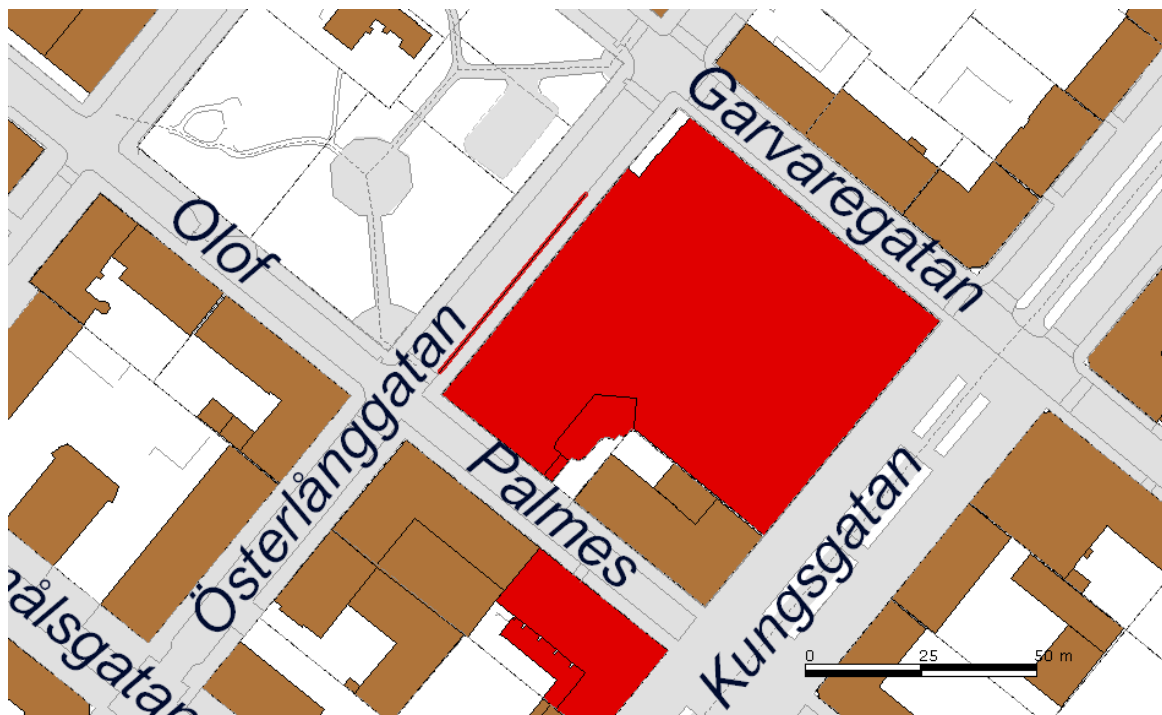 Garvaregatan
Olof
Palmes
Österlånggatan
Kungsgatan
0 25 50 m